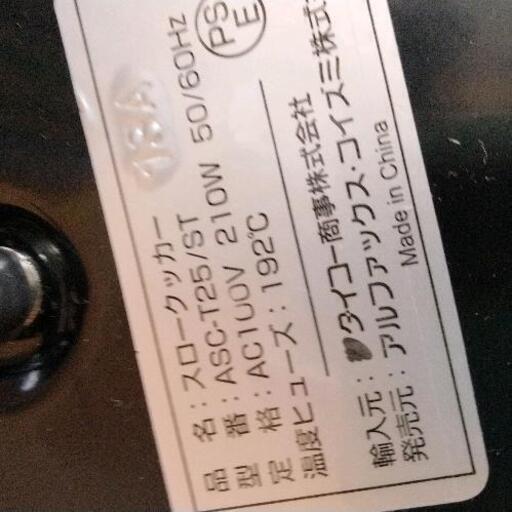 品 名:スロークッカー
型 番:ASC-T25/ST
定 格:AC100V 210W 50/60Hz
温度ヒューズ:192℃
PS
E
輸入元:ダイコー商事株式会社
発売元:アルファックス・コイズミ株式
Made in China
13A